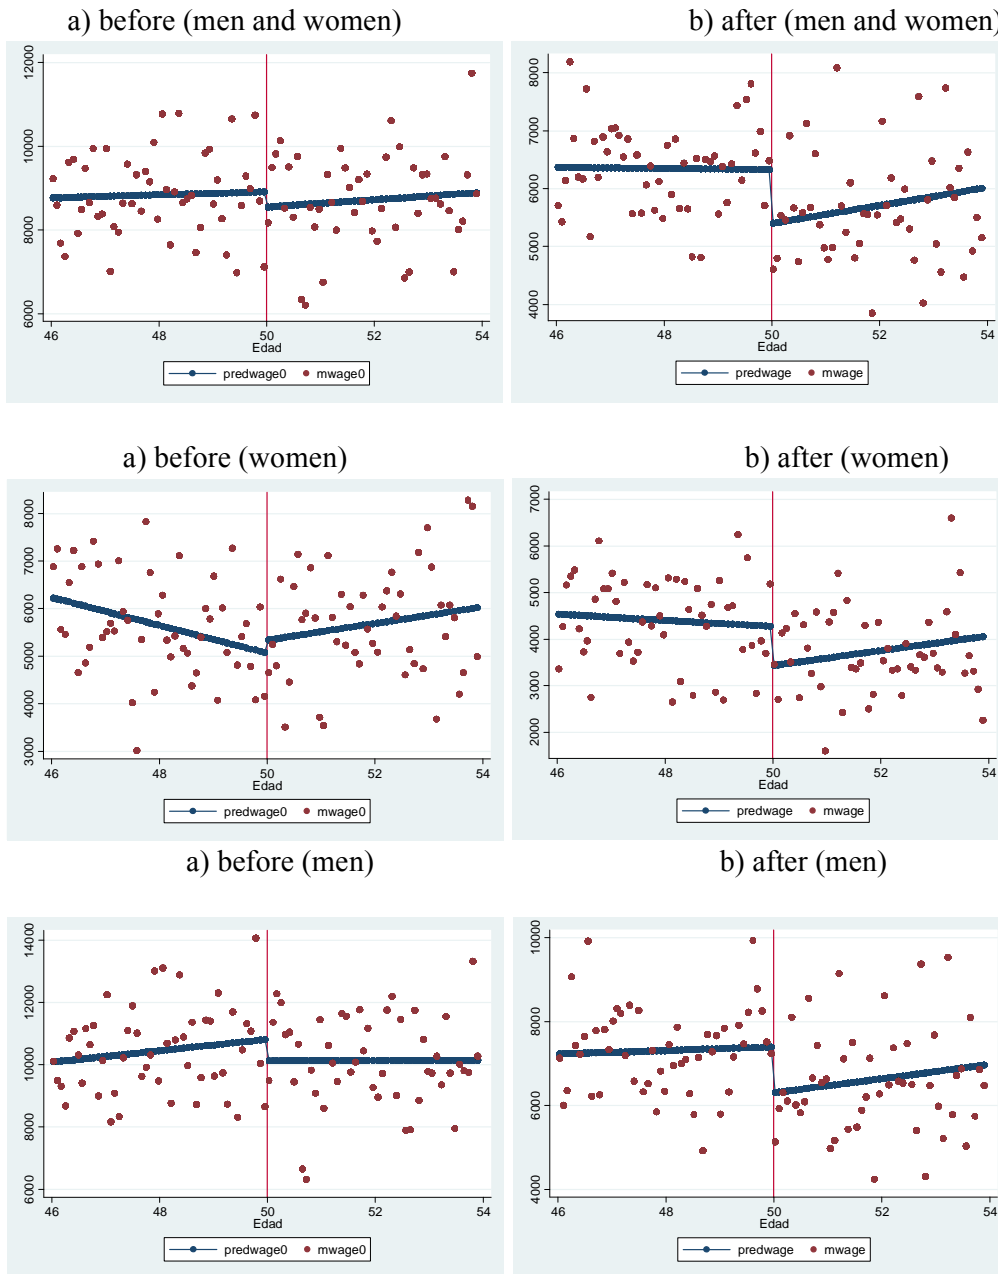 a) before (men and women)
b) after (men and women)
12000
10000
8000
6000
46 48 50 52 54
Edad
predwage0 mwage0
8000
7000
6000
5000
4000
46 48 50 52 54
Edad
predwage mwage
a) before (women)
b) after (women)
8000
7000
6000
5000
4000
3000
46 48 50 52 54
Edad
predwage0 mwage0
7000
6000
5000
4000
3000
2000
46 48 50 52 54
Edad
predwage mwage
a) before (men)
b) after (men)
14000
12000
10000
8000
6000
46 48 50 52 54
Edad
predwage0 mwage0
10000
8000
6000
4000
46 48 50 52 54
Edad
predwage mwage